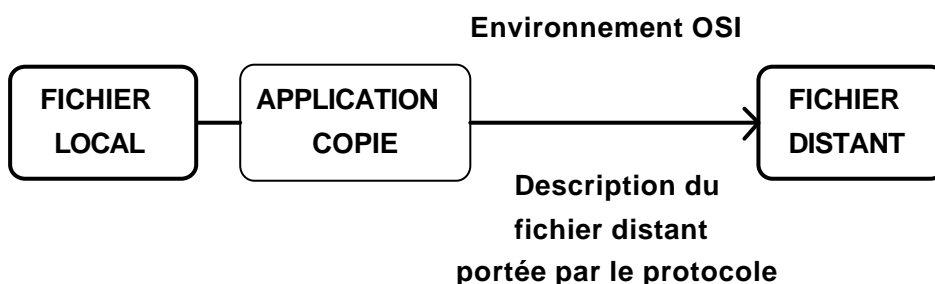 Environnement OSI
FICHIER
LOCAL
APPLICATION
COPIE
FICHIER
DISTANT
Description du
fichier distant
portée par le protocole